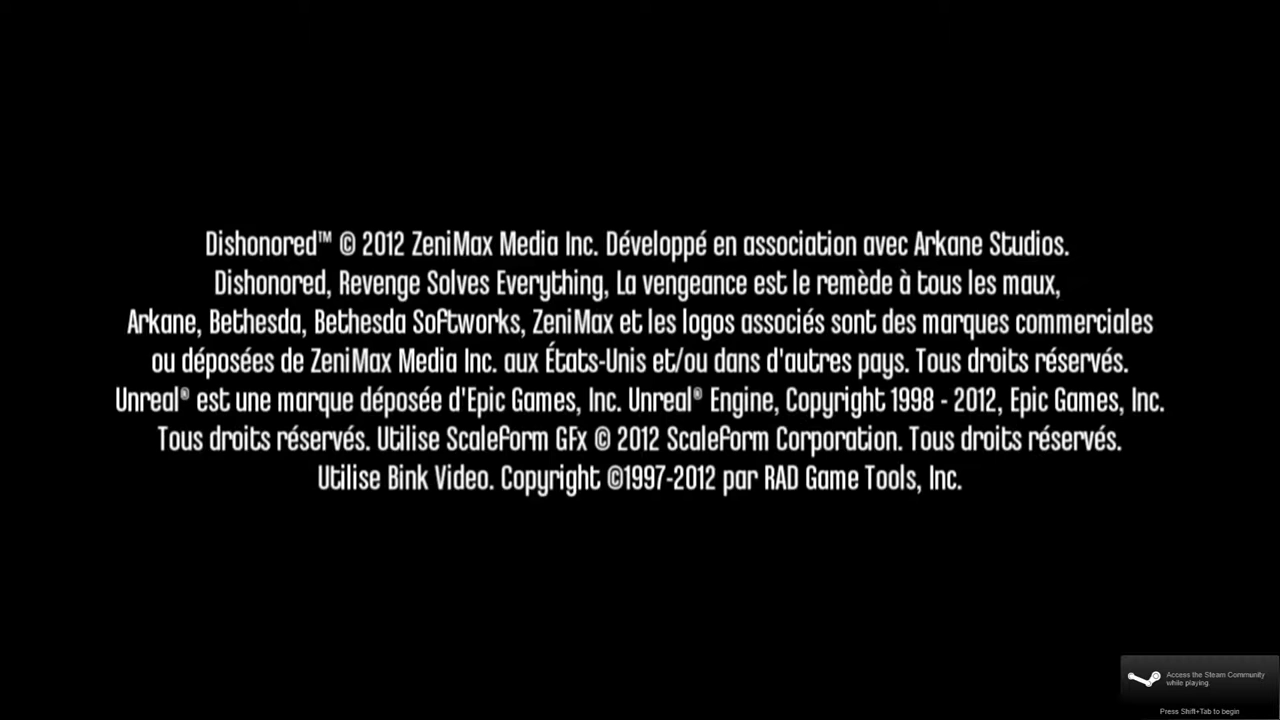 Dishonored™ © 2012 ZeniMax Media Inc. Développé en association avec Arkane Studios.
Dishonored, Revenge Solves Everything, La vengeance est le remède à tous les maux,
Arkane, Bethesda, Bethesda Softworks, ZeniMax et les logos associés sont des marques commerciales
ou déposées de ZeniMax Media Inc. aux États-Unis et/ou dans d'autres pays. Tous droits réservés.
Unreal® est une marque déposée d'Epic Games, Inc. Unreal® Engine, Copyright 1998 - 2012, Epic Games, Inc.
Tous droits réservés. Utilise Scaleform GFx © 2012 Scaleform Corporation. Tous droits réservés.
Utilise Bink Video. Copyright ©1997-2012 par RAD Game Tools, Inc.
Access the Steam Community
while playing.
Press Shift+Tab to begin